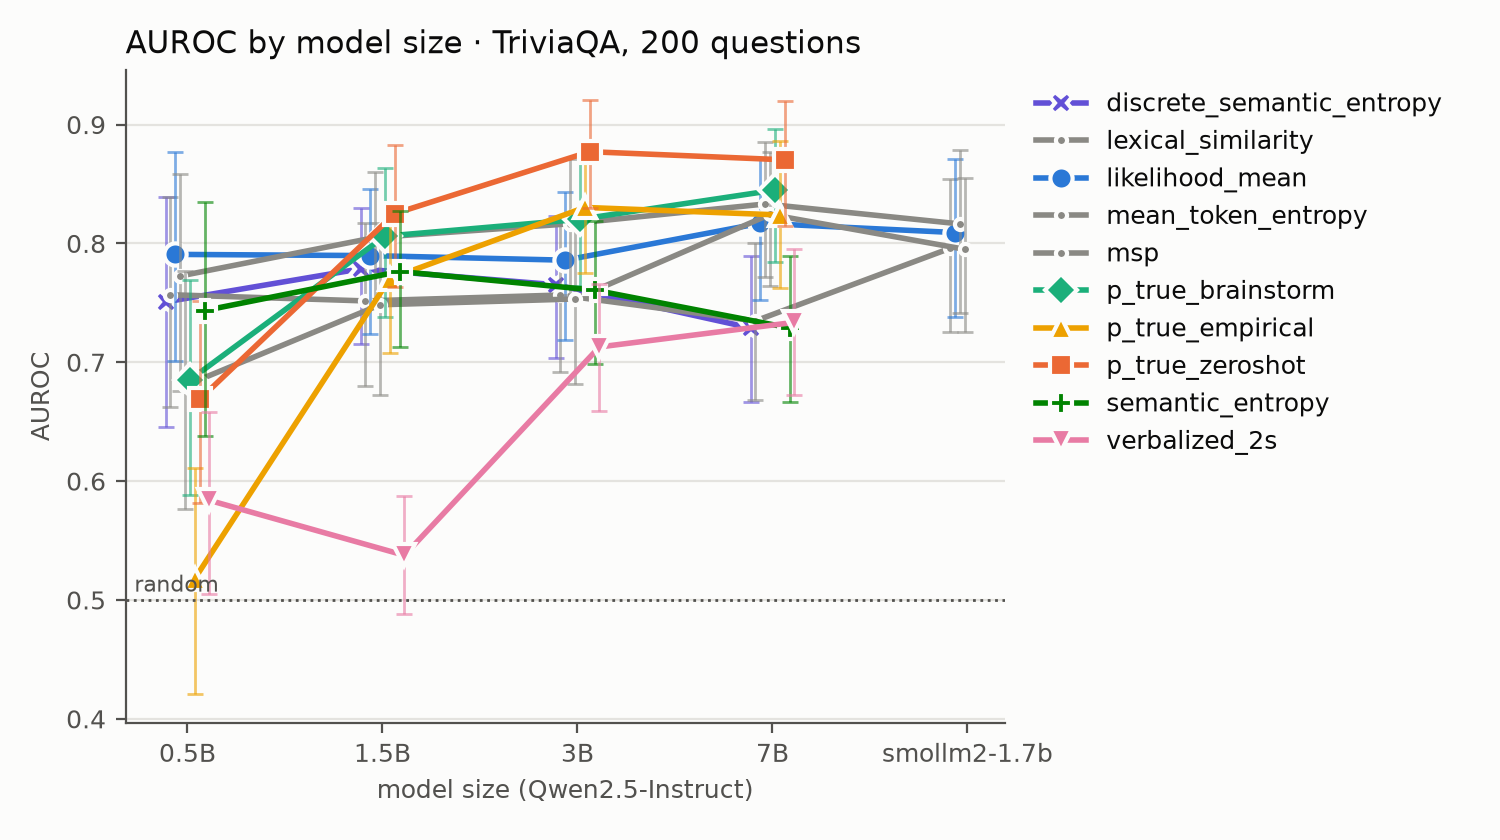 AUROC by model size · TriviaQA, 200 questions
AUROC
0.9
0.8
0.7
0.6
0.5
0.4
random
0.5B
1.5B
3B
7B
smollm2-1.7b
model size (Qwen2.5-Instruct)
discrete_semantic_entropy
lexical_similarity
likelihood_mean
mean_token_entropy
msp
p_true_brainstorm
p_true_empirical
p_true_zeroshot
semantic_entropy
verbalized_2s